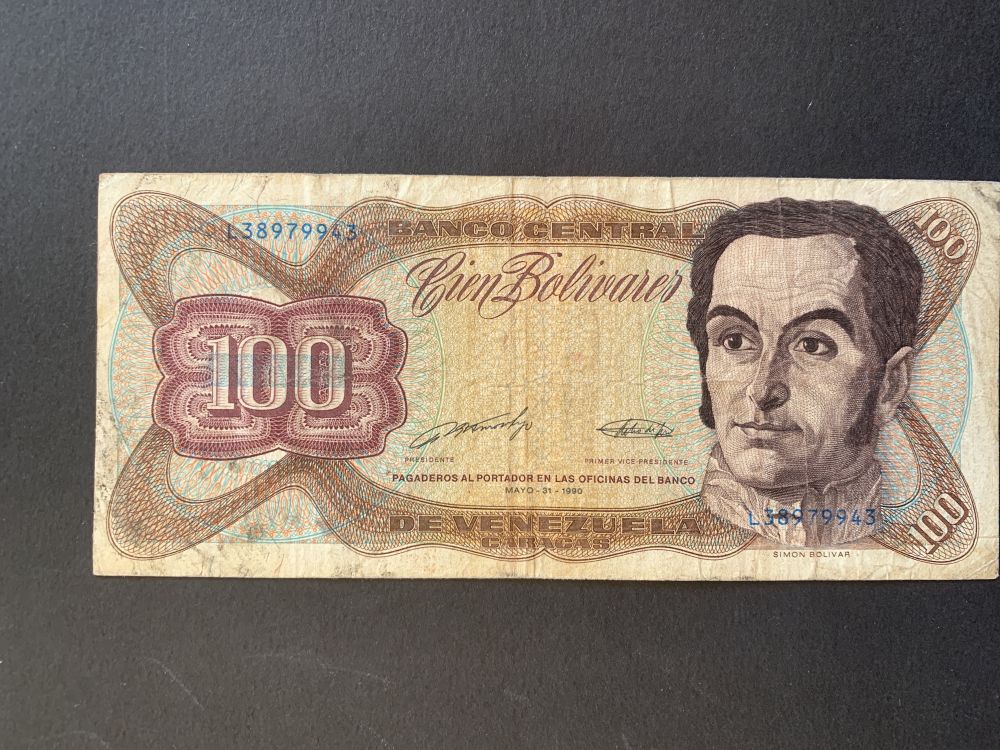 L38979943
BANCO CENTRAL
100
Cien Bolívares
100
PRESIDENTE
PRIMER VICE-PRESIDENTE
PAGADEROS AL PORTADOR EN LAS OFICINAS DEL BANCO
MAYO - 31 - 1990
L38979943
100
DE VENEZUELA
CARACAS
SIMON BOLIVAR